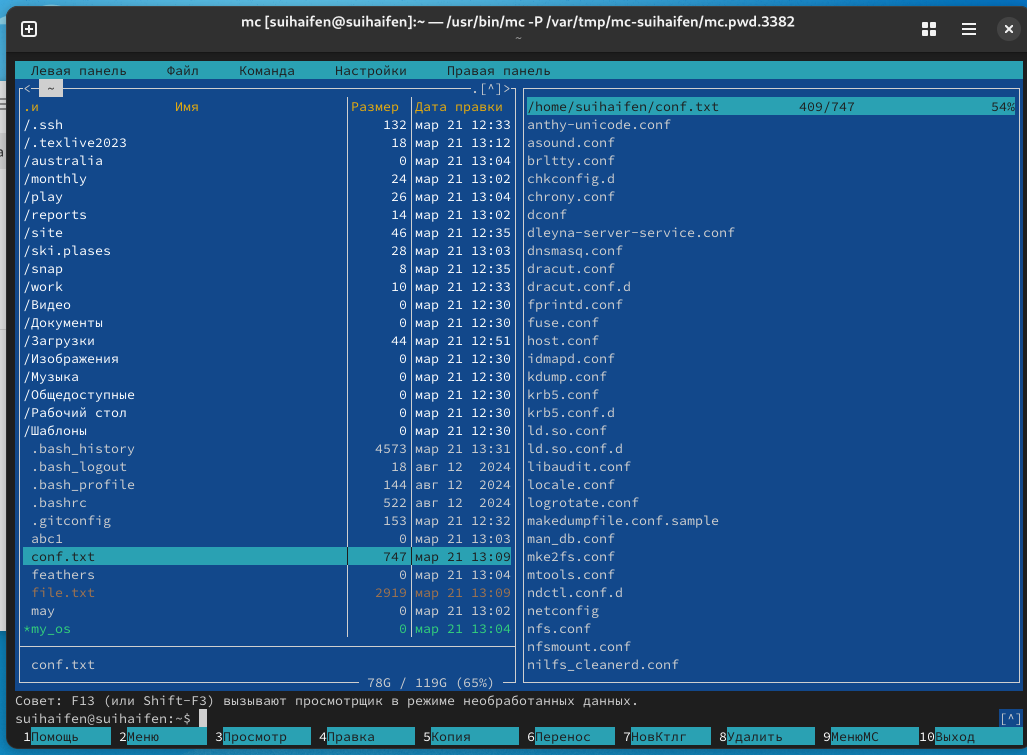 mc [suihaifen@suihaifen]:~ — /usr/bin/mc -P /var/tmp/mc-suihaifen/mc.pwd.3382
~
Левая панель Файл Команда Настройки Правая панель
<─ ~ .[^]>
.и Имя Размер Дата правки
/.ssh 132 мар 21 12:33
/.texlive2023 18 мар 21 13:12
/australia 0 мар 21 13:04
/monthly 24 мар 21 13:02
/play 26 мар 21 13:04
/reports 14 мар 21 13:02
/site 46 мар 21 12:35
/ski.plases 28 мар 21 13:03
/snap 8 мар 21 12:35
/work 10 мар 21 12:33
/Видео 0 мар 21 12:30
/Документы 0 мар 21 12:30
/Загрузки 44 мар 21 12:51
/Изображения 0 мар 21 12:30
/Музыка 0 мар 21 12:30
/Общедоступные 0 мар 21 12:30
/Рабочий стол 0 мар 21 12:30
/Шаблоны 0 мар 21 12:30
.bash_history 4573 мар 21 13:31
.bash_logout 18 авг 12 2024
.bash_profile 144 авг 12 2024
.bashrc 522 авг 12 2024
.gitconfig 153 мар 21 12:32
abc1 0 мар 21 13:03
conf.txt 747 мар 21 13:09
feathers 0 мар 21 13:04
file.txt 2919 мар 21 13:09
may 0 мар 21 13:02
*my_os 0 мар 21 13:04
conf.txt
78G / 119G (65%)
/home/suihaifen/conf.txt 409/747 54%
anthy-unicode.conf
asound.conf
brltty.conf
chkconfig.d
chrony.conf
dconf
dleyna-server-service.conf
dnsmasq.conf
dracut.conf
dracut.conf.d
fprintd.conf
fuse.conf
host.conf
idmapd.conf
kdump.conf
krb5.conf
krb5.conf.d
ld.so.conf
ld.so.conf.d
libaudit.conf
locale.conf
logrotate.conf
makedumpfile.conf.sample
man_db.conf
mke2fs.conf
mtools.conf
ndctl.conf.d
netconfig
nfs.conf
nfsmount.conf
nilfs_cleanerd.conf
Совет: F13 (или Shift-F3) вызывают просмотрщик в режиме необработанных данных.
suihaifen@suihaifen:~$ [^]
1Помощь 2Меню 3Просмотр 4Правка 5Копия 6Перенос 7НовКтлг 8Удалить 9МенюMC 10Выход